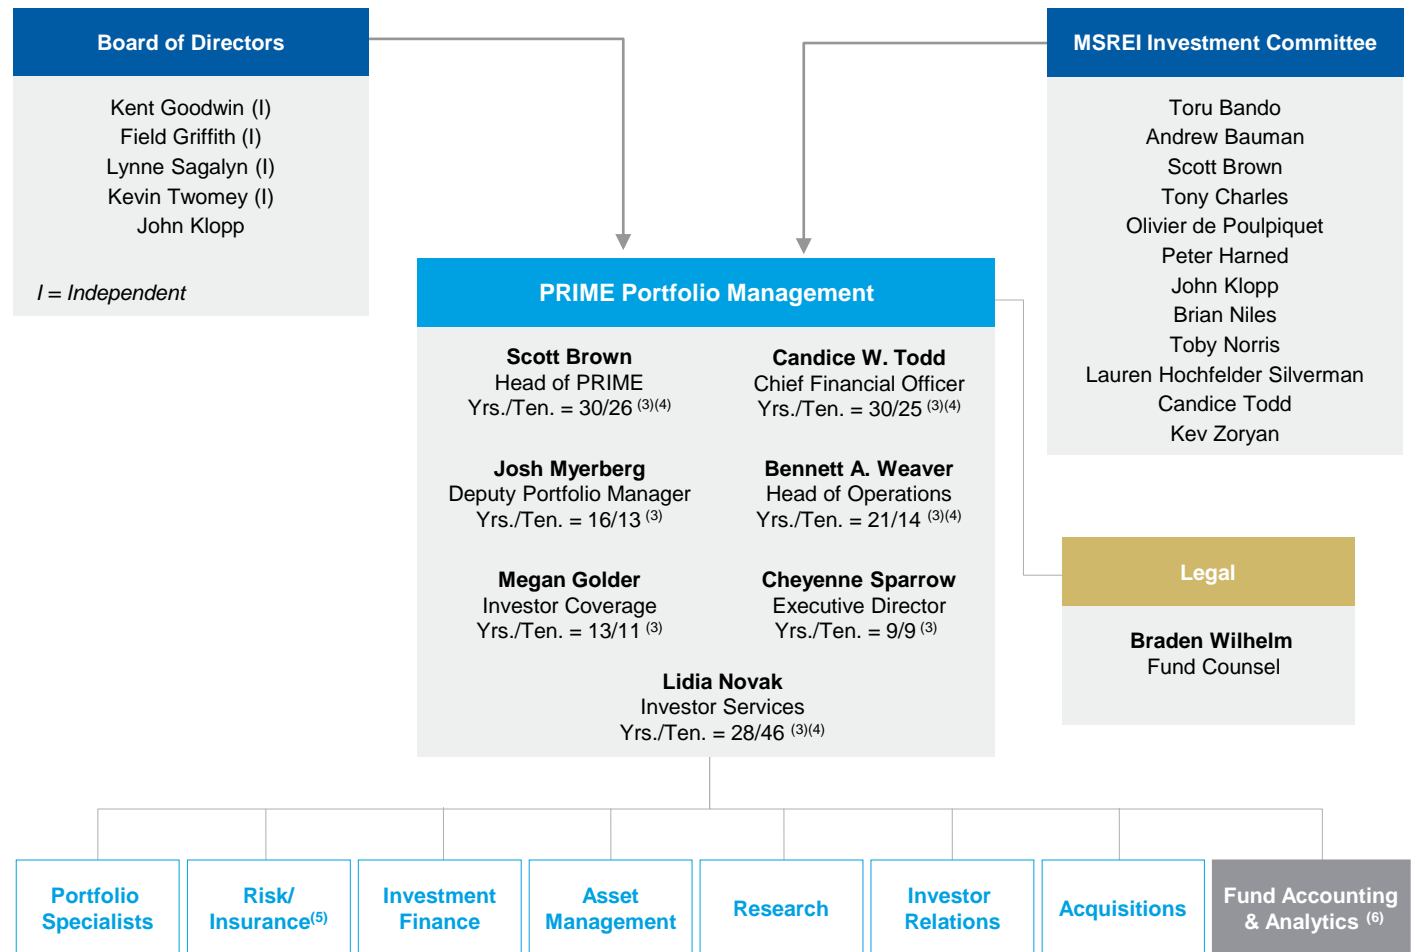 Board of Directors
Kent Goodwin (I)
Field Griffith (I)
Lynne Sagalyn (I)
Kevin Twomey (I)
John Klopp
I = Independent
MSREI Investment Committee
Toru Bando
Andrew Bauman
Scott Brown
Tony Charles
Olivier de Poulpiquet
Peter Harned
John Klopp
Brian Niles
Toby Norris
Lauren Hochfelder Silverman
Candice Todd
Kev Zoryan
PRIME Portfolio Management
Scott Brown
Head of PRIME
Yrs./Ten. = 30/26 (3)(4)
Candice W. Todd
Chief Financial Officer
Yrs./Ten. = 30/25 (3)(4)
Josh Myerberg
Deputy Portfolio Manager
Yrs./Ten. = 16/13 (3)
Bennett A. Weaver
Head of Operations
Yrs./Ten. = 21/14 (3)(4)
Megan Golder
Investor Coverage
Yrs./Ten. = 13/11 (3)
Cheyenne Sparrow
Executive Director
Yrs./Ten. = 9/9 (3)
Lidia Novak
Investor Services
Yrs./Ten. = 28/46 (3)(4)
Legal
Braden Wilhelm
Fund Counsel
Portfolio
Specialists
Risk/
Insurance(5)
Investment
Finance
Asset
Management
Research
Investor
Relations
Acquisitions
Fund Accounting
& Analytics (6)